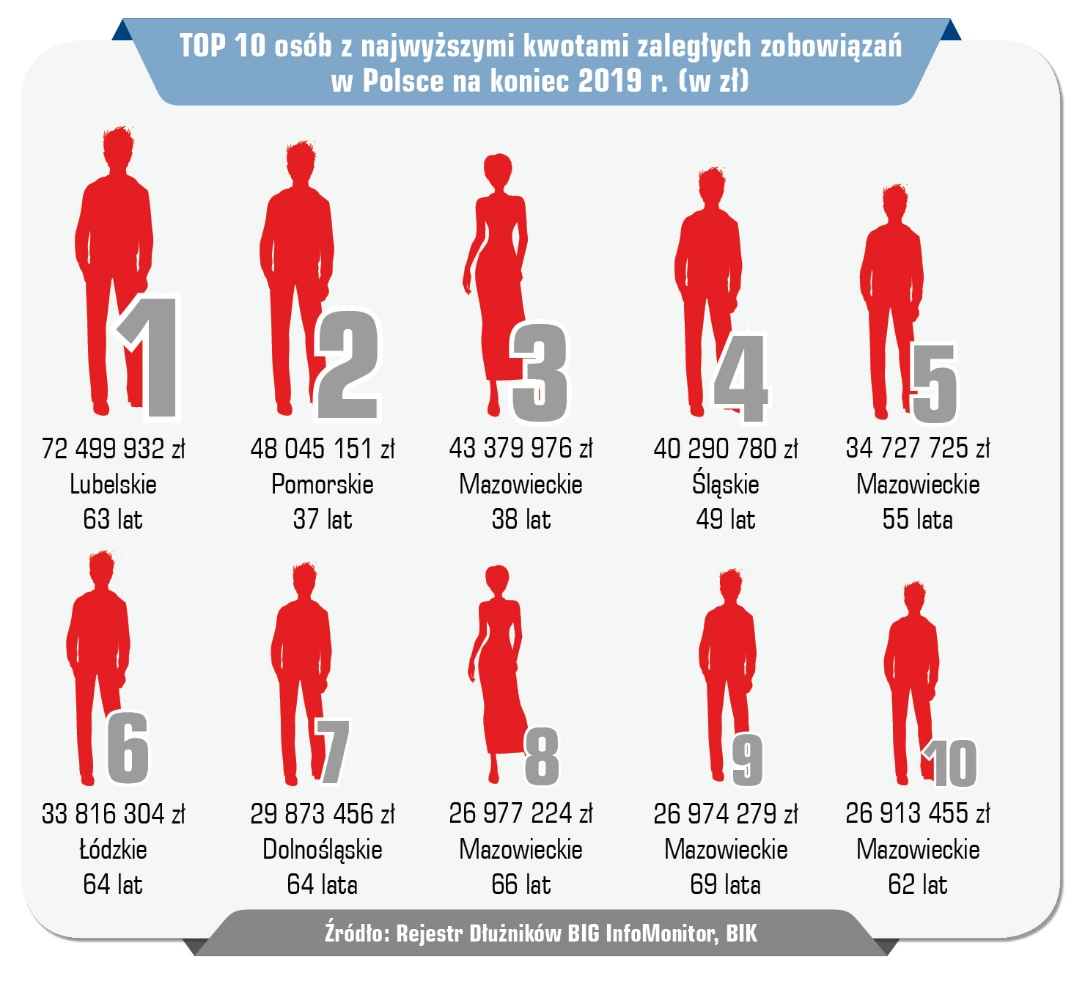 TOP 10 osób z najwyższymi kwotami zaległych zobowiązań
w Polsce na koniec 2019 r. (w zł)
1
2
3
4
5
72 499 932 zł
48 045 151 zł
43 379 976 zł
40 290 780 zł
34 727 725 zł
Lubelskie
Pomorskie
Mazowieckie
Śląskie
Mazowieckie
63 lat
37 lat
38 lat
49 lat
55 lata
6
7
8
9
10
33 816 304 zł
29 873 456 zł
26 977 224 zł
26 974 279 zł
26 913 455 zł
Łódzkie
Dolnośląskie
Mazowieckie
Mazowieckie
Mazowieckie
64 lat
64 lata
66 lat
69 lata
62 lat
Źródło: Rejestr Dłużników BIG InfoMonitor, BIK